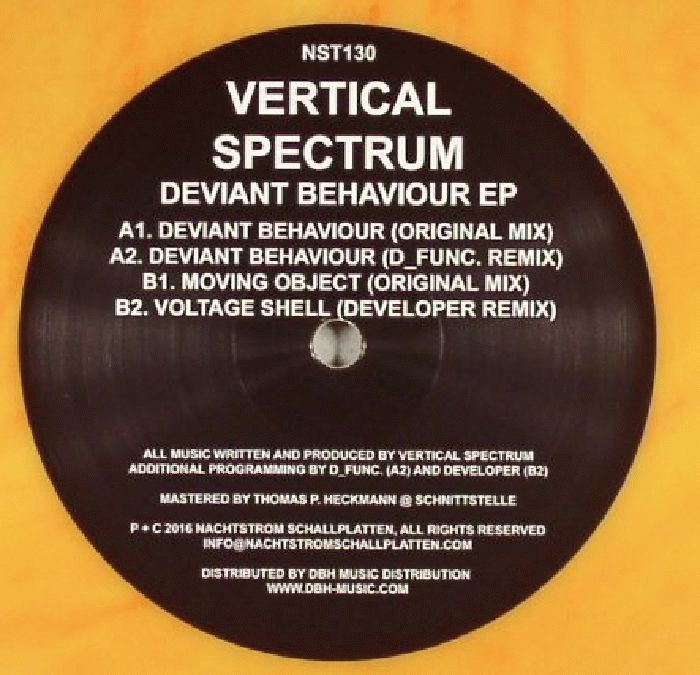 NST130
VERTICAL
SPECTRUM
DEVIANT BEHAVIOUR EP
A1. DEVIANT BEHAVIOUR (ORIGINAL MIX)
A2. DEVIANT BEHAVIOUR (D_FUNC. REMIX)
B1. MOVING OBJECT (ORIGINAL MIX)
B2. VOLTAGE SHELL (DEVELOPER REMIX)
ALL MUSIC WRITTEN AND PRODUCED BY VERTICAL SPECTRUM
ADDITIONAL PROGRAMMING BY D_FUNC. (A2) AND DEVELOPER (B2)
MASTERED BY THOMAS P. HECKMANN @ SCHNITTSTELLE
P + C 2016 NACHTSTROM SCHALLPLATTEN, ALL RIGHTS RESERVED
INFO@NACHTSTROMSCHALLPLATTEN.COM
DISTRIBUTED BY DBH MUSIC DISTRIBUTION
WWW.DBH-MUSIC.COM